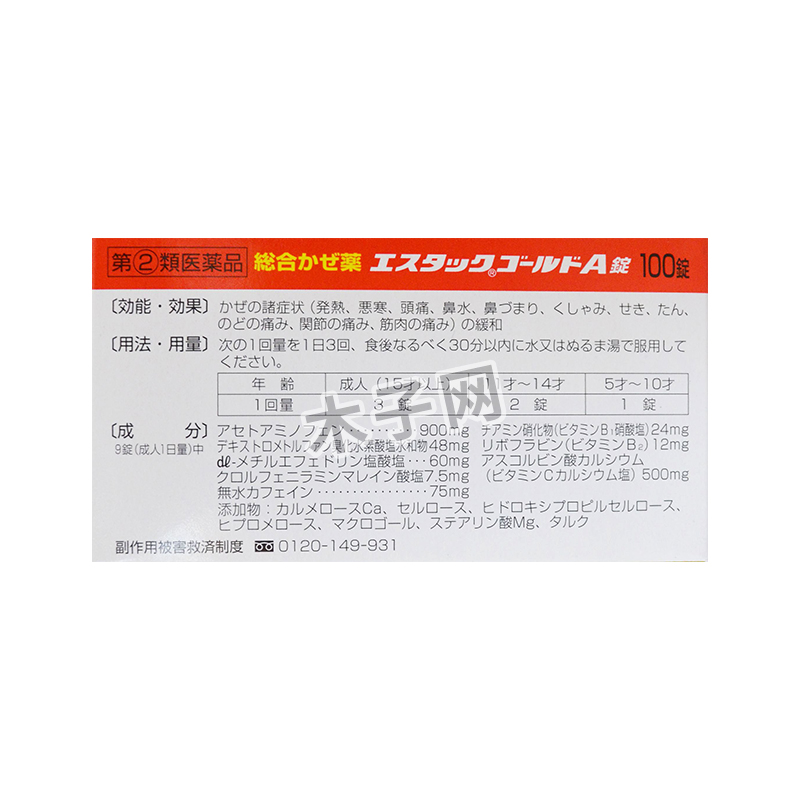 第②類医薬品 総合かぜ薬 エスタック®ゴールドA錠 100錠
〔効能・効果〕 かぜの諸症状(発熱、悪寒、頭痛、鼻水、鼻づまり、くしゃみ、せき、たん、
のどの痛み、関節の痛み、筋肉の痛み)の緩和
〔用法・用量〕 次の1回量を1日3回、食後なるべく30分以内に水又はぬるま湯で服用して
ください。
年齢 成人(15才以上) 11才〜14才 5才〜10才
1回量 3錠 2錠 1錠
〔成分〕 アセトアミノフェン………900mg チアミン硝化物(ビタミンB₁硝酸塩)24mg
9錠(成人1日量)中 デキストロメトルファン臭化水素酸塩水和物48mg リボフラビン(ビタミンB₂)12mg
dℓ-メチルエフェドリン塩酸塩…60mg アスコルビン酸カルシウム
クロルフェニラミンマレイン酸塩7.5mg (ビタミンCカルシウム塩)500mg
無水カフェイン……………75mg
添加物:カルメロースCa、セルロース、ヒドロキシプロピルセルロース、
ヒプロメロース、マクロゴール、ステアリン酸Mg、タルク
副作用被害救済制度 0120-149-931
木子网